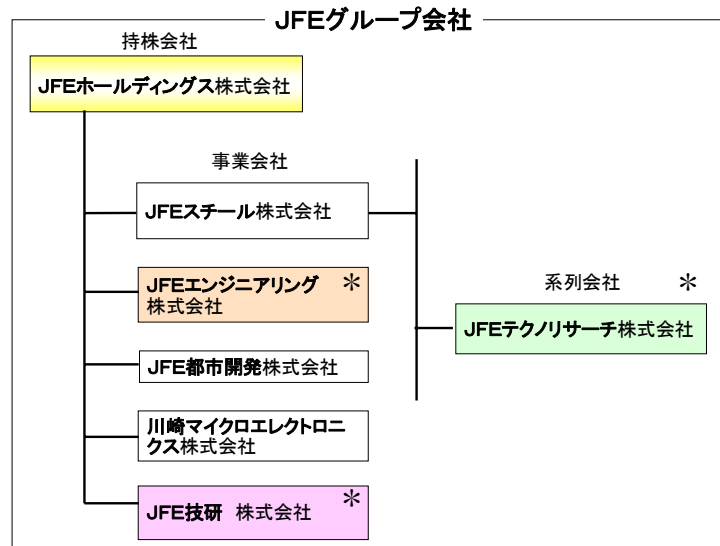 JFEグループ会社
持株会社
JFEホールディングス株式会社
事業会社
JFEスチール株式会社
JFEエンジニアリング ＊
株式会社
系列会社 ＊
JFEテクノリサーチ株式会社
JFE都市開発株式会社
川崎マイクロエレクトロニ
クス株式会社
JFE技研 株式会社 ＊